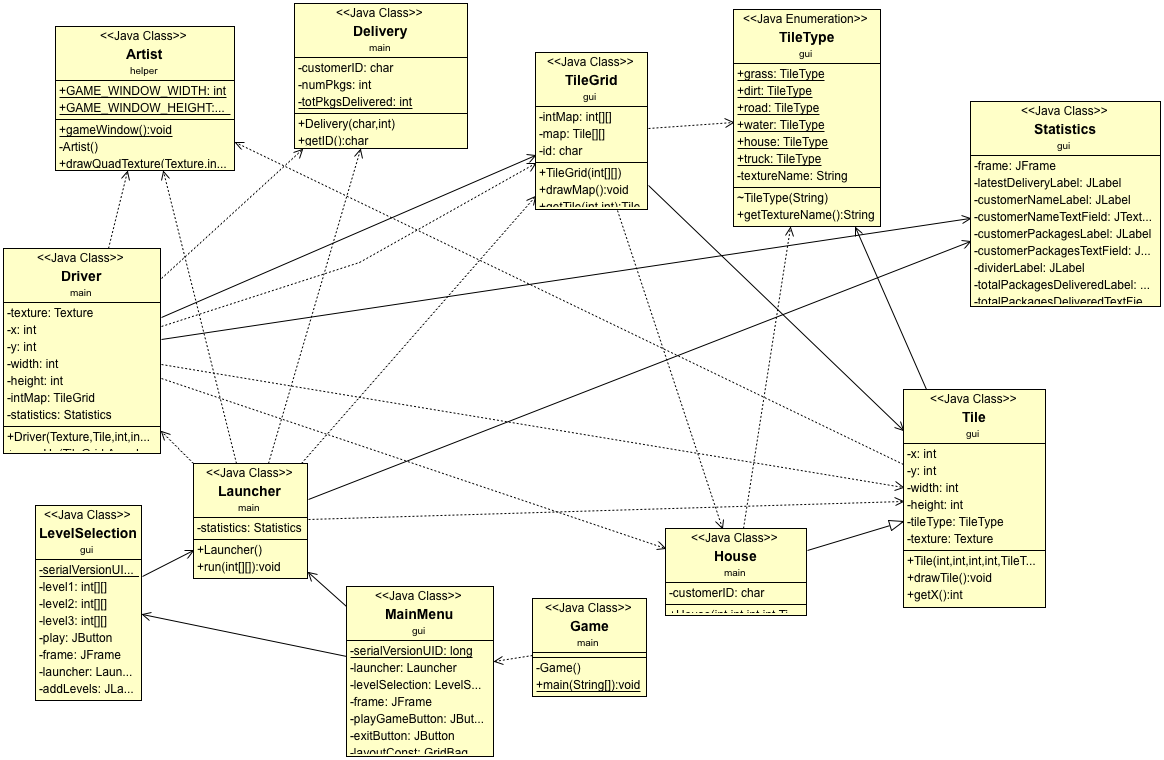 <<Java Class>>
Artist
helper
+GAME_WINDOW_WIDTH: int
+GAME_WINDOW_HEIGHT:...
+gameWindow():void
-Artist()
+drawQuadTexture(Texture.in...
<<Java Class>>
Delivery
main
-customerID: char
-numPkgs: int
-totPkgsDelivered: int
+Delivery(char,int)
+getID():char
<<Java Class>>
TileGrid
gui
-intMap: int[][]
-map: Tile[][]
-id: char
+TileGrid(int[][])
+drawMap():void
+getTile(int,int):Tile
<<Java Enumeration>>
TileType
gui
+grass: TileType
+dirt: TileType
+road: TileType
+water: TileType
+house: TileType
+truck: TileType
-textureName: String
~TileType(String)
+getTextureName():String
<<Java Class>>
Statistics
gui
-frame: JFrame
-latestDeliveryLabel: JLabel
-customerNameLabel: JLabel
-customerNameTextField: JText...
-customerPackagesLabel: JLabel
-customerPackagesTextField: J...
-dividerLabel: JLabel
-totalPackagesDeliveredLabel: ...
-totalPackagesDeliveredTextFie...
<<Java Class>>
Driver
main
-texture: Texture
-x: int
-y: int
-width: int
-height: int
-intMap: TileGrid
-statistics: Statistics
+Driver(Texture,Tile,int,in...
<<Java Class>>
Tile
gui
-x: int
-y: int
-width: int
-height: int
-tileType: TileType
-texture: Texture
+Tile(int,int,int,int,TileT...
+drawTile():void
+getX():int
<<Java Class>>
Launcher
main
-statistics: Statistics
+Launcher()
+run(int[][]):void
<<Java Class>>
LevelSelection
gui
-serialVersionUI...
-level1: int[][]
-level2: int[][]
-level3: int[][]
-play: JButton
-frame: JFrame
-launcher: Laun...
-addLevels: JLa...
<<Java Class>>
House
main
-customerID: char
+House(int,int,int,int,Ti...
<<Java Class>>
MainMenu
gui
-serialVersionUID: long
-launcher: Launcher
-levelSelection: LevelS...
-frame: JFrame
-playGameButton: JBut...
-exitButton: JButton
-layoutConst: GridBag...
<<Java Class>>
Game
main
-Game()
+main(String[]):void